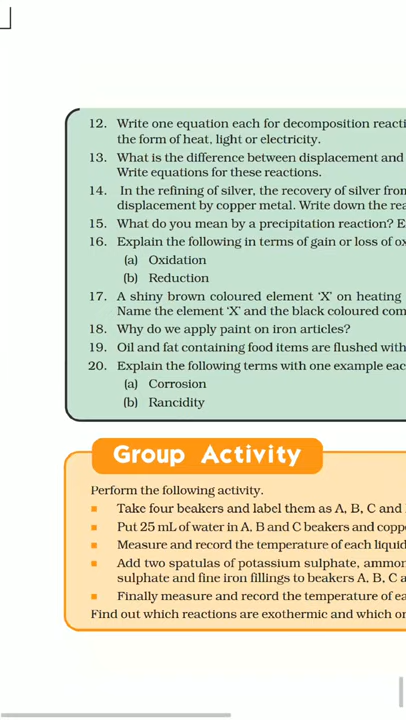 12. Write one equation each for decomposition reacti
the form of heat, light or electricity.
13. What is the difference between displacement and
Write equations for these reactions.
14. In the refining of silver, the recovery of silver from
displacement by copper metal. Write down the rea
15. What do you mean by a precipitation reaction? E
16. Explain the following in terms of gain or loss of ox
(a) Oxidation
(b) Reduction
17. A shiny brown coloured element ‘X’ on heating
Name the element ‘X’ and the black coloured com
18. Why do we apply paint on iron articles?
19. Oil and fat containing food items are flushed with
20. Explain the following terms with one example eac
(a) Corrosion
(b) Rancidity
Group Activity
Perform the following activity.
■ Take four beakers and label them as A, B, C and
■ Put 25 mL of water in A, B and C beakers and copp
■ Measure and record the temperature of each liquid
■ Add two spatulas of potassium sulphate, ammon
sulphate and fine iron fillings to beakers A, B, C a
■ Finally measure and record the temperature of ea
Find out which reactions are exothermic and which or